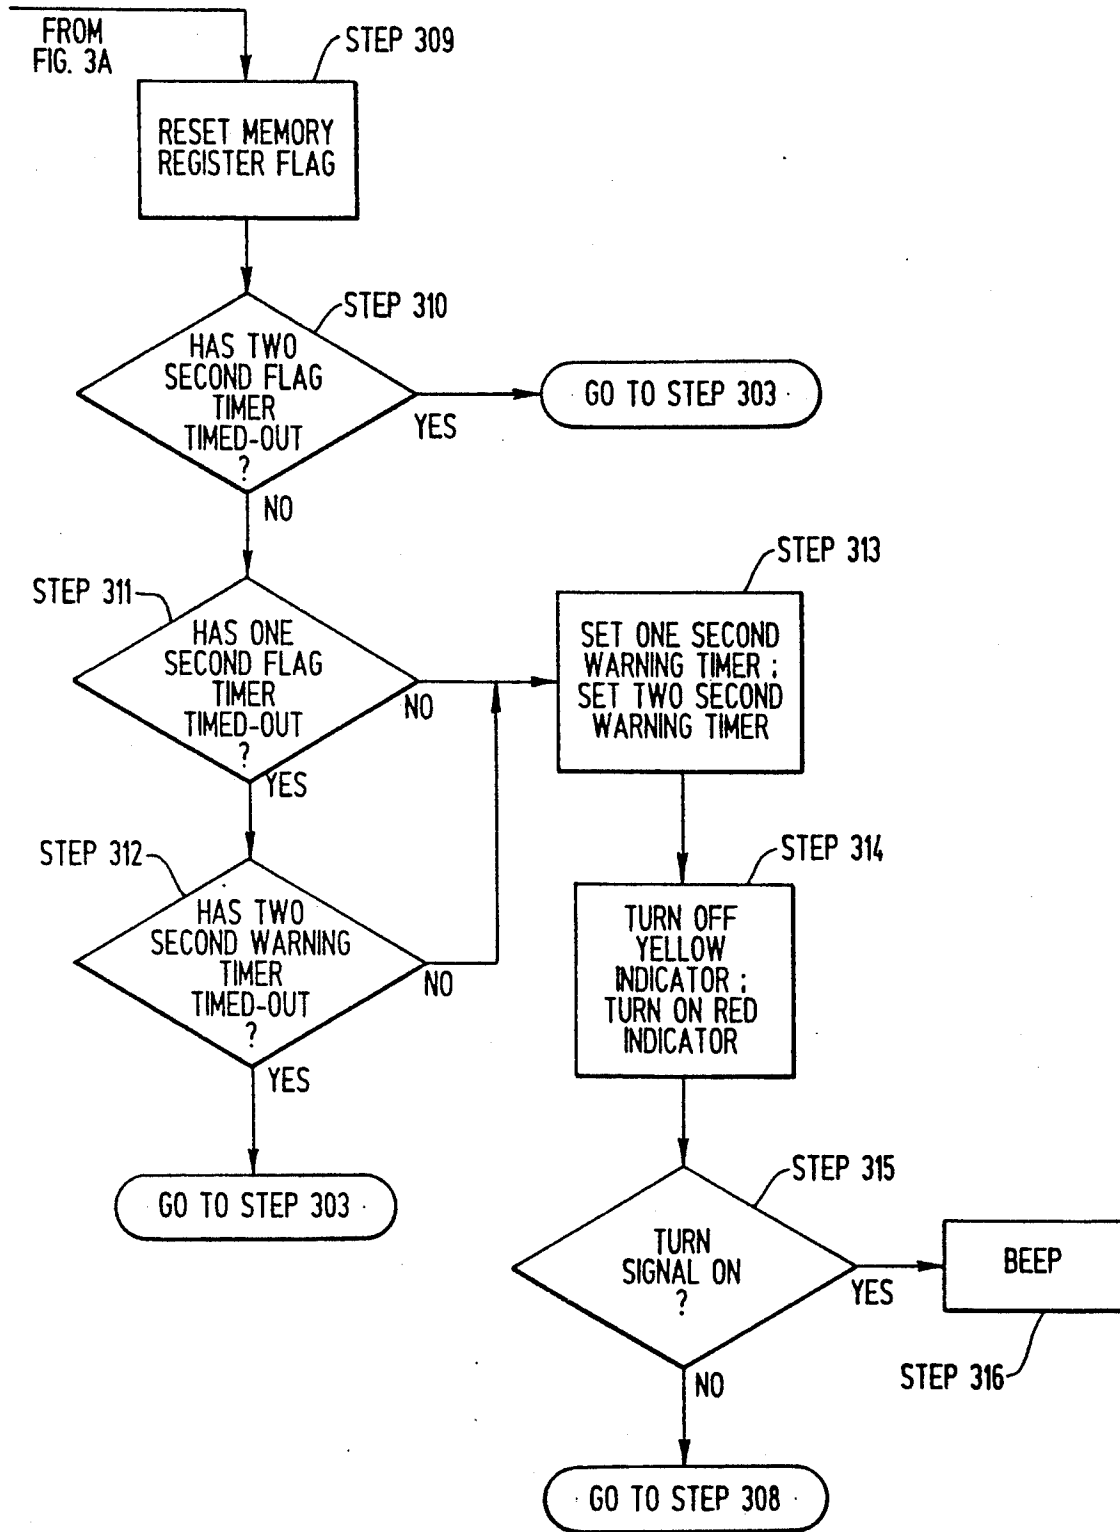 FROM
FIG. 3A
STEP 309
RESET MEMORY
REGISTER FLAG
STEP 310
HAS TWO
SECOND FLAG
TIMER
TIMED-OUT
?
YES
GO TO STEP 303
NO
STEP 311
HAS ONE
SECOND FLAG
TIMER
TIMED-OUT
?
NO
YES
STEP 313
SET ONE SECOND
WARNING TIMER ;
SET TWO SECOND
WARNING TIMER
STEP 312
HAS TWO
SECOND WARNING
TIMER
TIMED-OUT
?
NO
YES
GO TO STEP 303
STEP 314
TURN OFF
YELLOW
INDICATOR ;
TURN ON RED
INDICATOR
STEP 315
TURN
SIGNAL ON
?
YES
BEEP
STEP 316
NO
GO TO STEP 308